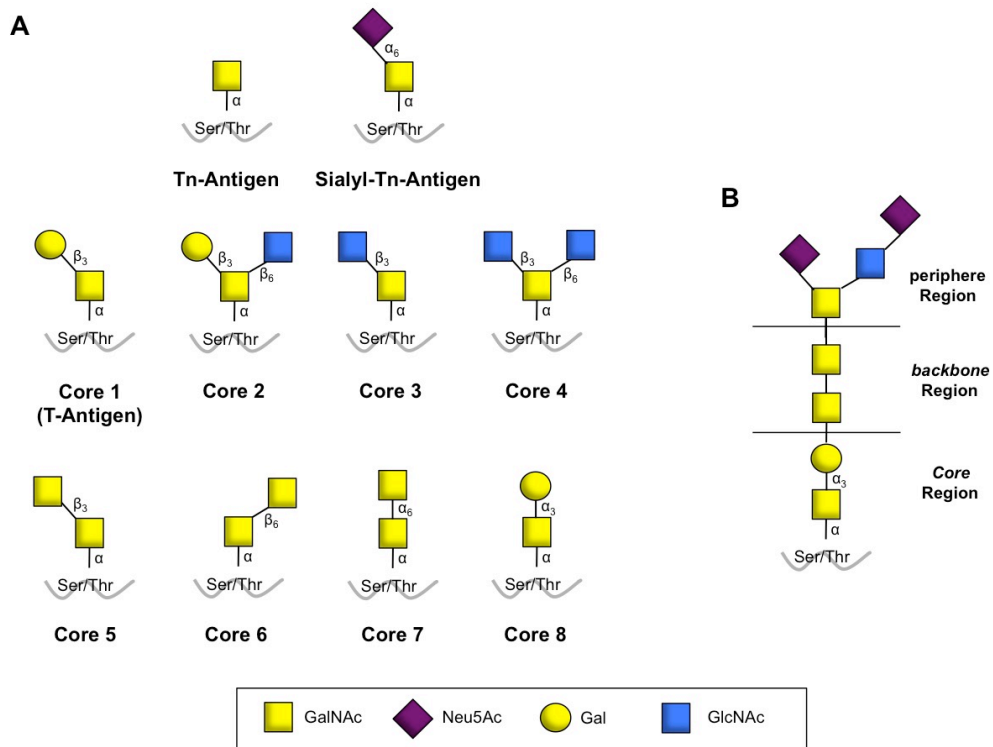 A
α₆
α
α
Ser/Thr
Ser/Thr
Tn-Antigen
Sialyl-Tn-Antigen
β₃
α
Ser/Thr
Core 1
(T-Antigen)
β₃
β₆
α
Ser/Thr
Core 2
β₃
α
Ser/Thr
Core 3
β₃
β₆
α
Ser/Thr
Core 4
β₃
α
Ser/Thr
Core 5
β₆
α
Ser/Thr
Core 6
α₆
α
Ser/Thr
Core 7
α₃
α
Ser/Thr
Core 8
B
periphere
Region
backbone
Region
Core
Region
α₃
α
Ser/Thr
GalNAc
Neu5Ac
Gal
GlcNAc